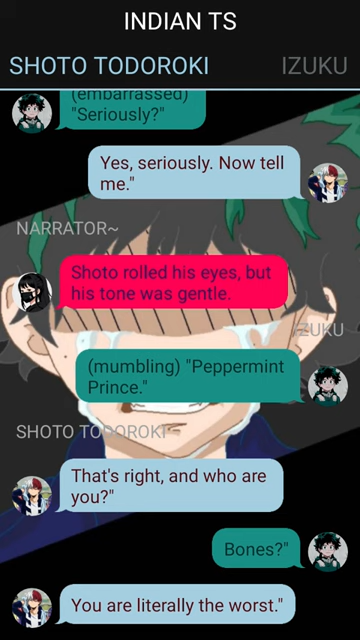 INDIAN TS
SHOTO TODOROKI
IZUKU
(embarrassed)
"Seriously?"
Yes, seriously. Now tell
me."
NARRATOR~
Shoto rolled his eyes, but
his tone was gentle.
IZUKU
(mumbling) "Peppermint
Prince."
SHOTO TODOROKI
That's right, and who are
you?"
Bones?"
You are literally the worst."